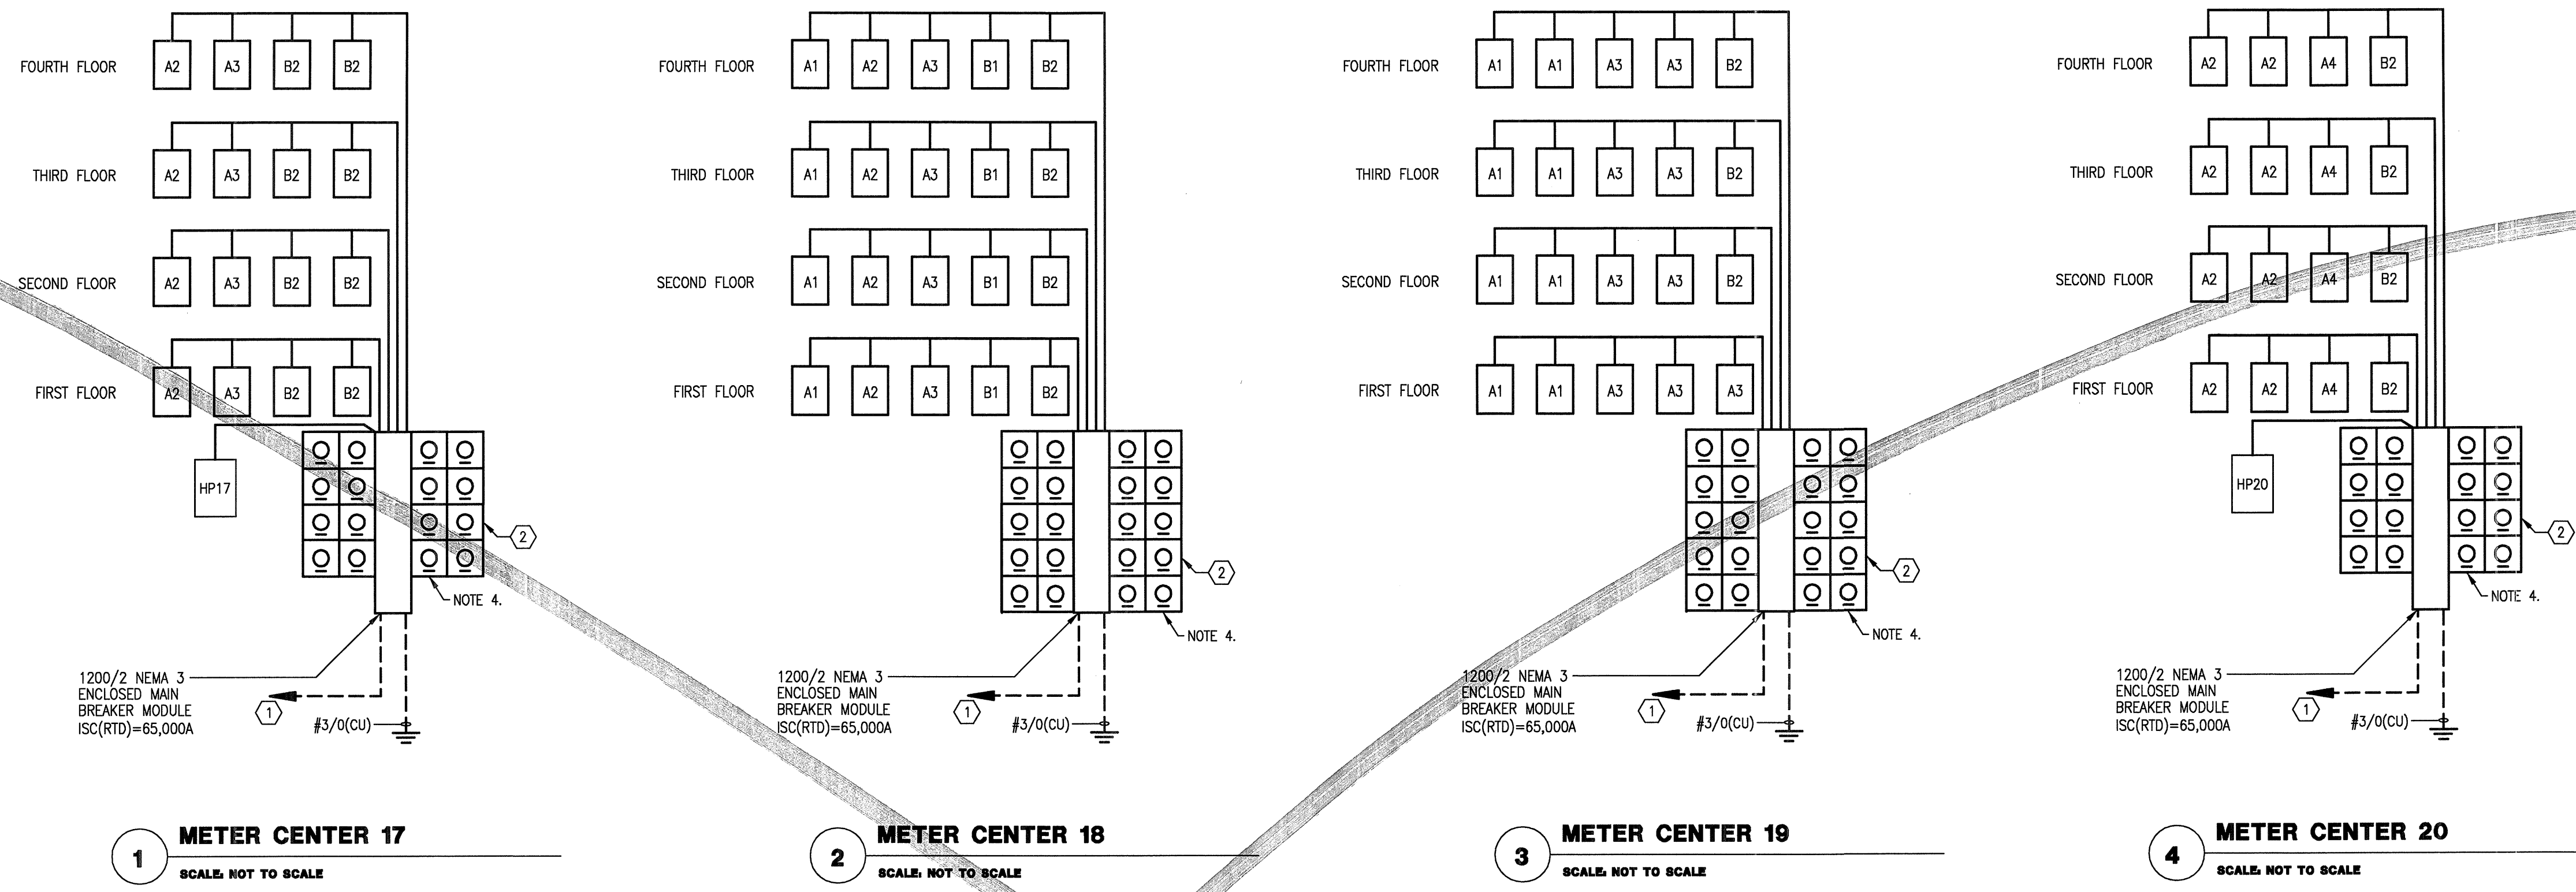 FOURTH FLOOR A2 A3 B2 B2
THIRD FLOOR A2 A3 B2 B2
SECOND FLOOR A2 A3 B2 B2
FIRST FLOOR A2 A3 B2 B2
HP17
2
NOTE 4.
1200/2 NEMA 3
ENCLOSED MAIN
BREAKER MODULE
ISC(RTD)=65,000A
1
#3/0(CU)
1 METER CENTER 17
SCALE: NOT TO SCALE
FOURTH FLOOR A1 A2 A3 B1 B2
THIRD FLOOR A1 A2 A3 B1 B2
SECOND FLOOR A1 A2 A3 B1 B2
FIRST FLOOR A1 A2 A3 B1 B2
2
NOTE 4.
1200/2 NEMA 3
ENCLOSED MAIN
BREAKER MODULE
ISC(RTD)=65,000A
1
#3/0(CU)
2 METER CENTER 18
SCALE: NOT TO SCALE
FOURTH FLOOR A1 A1 A3 A3 B2
THIRD FLOOR A1 A1 A3 A3 B2
SECOND FLOOR A1 A1 A3 A3 B2
FIRST FLOOR A1 A1 A3 A3 A3
2
NOTE 4.
1200/2 NEMA 3
ENCLOSED MAIN
BREAKER MODULE
ISC(RTD)=65,000A
1
#3/0(CU)
3 METER CENTER 19
SCALE: NOT TO SCALE
FOURTH FLOOR A2 A2 A4 B2
THIRD FLOOR A2 A2 A4 B2
SECOND FLOOR A2 A2 A4 B2
FIRST FLOOR A2 A2 A4 B2
HP20
2
NOTE 4.
1200/2 NEMA 3
ENCLOSED MAIN
BREAKER MODULE
ISC(RTD)=65,000A
1
#3/0(CU)
4 METER CENTER 20
SCALE: NOT TO SCALE